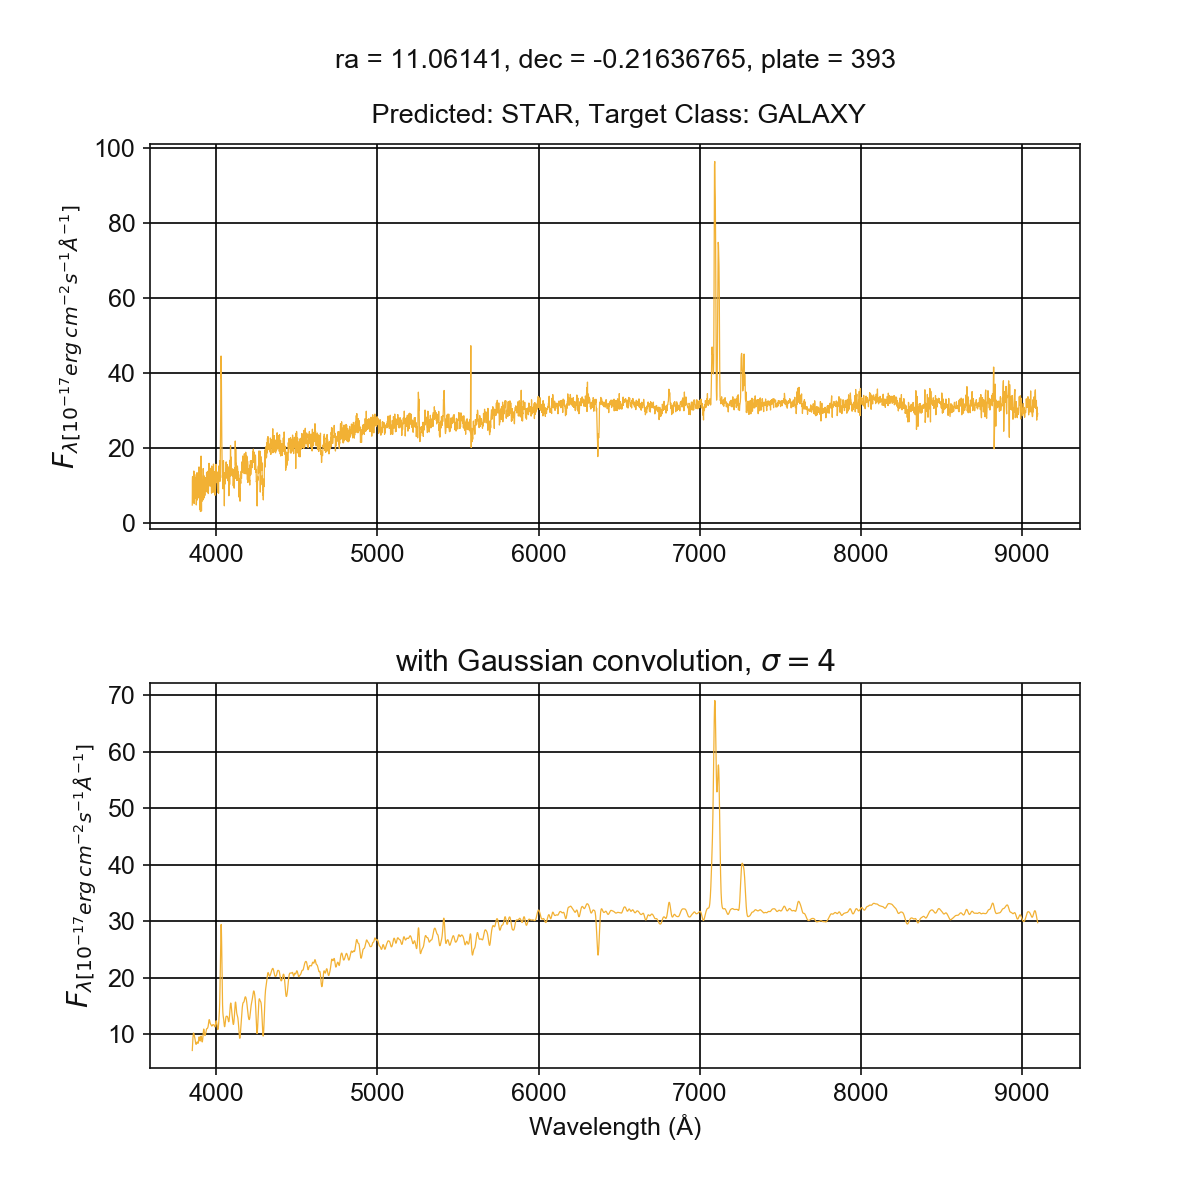 ra = 11.06141, dec = -0.21636765, plate = 393
Predicted: STAR, Target Class: GALAXY
100
80
60
40
20
0
F_λ[10^{-17} erg cm^{-2}s^{-1}Å^{-1}]
4000 5000 6000 7000 8000 9000
with Gaussian convolution, σ = 4
70
60
50
40
30
20
10
F_λ[10^{-17} erg cm^{-2}s^{-1}Å^{-1}]
4000 5000 6000 7000 8000 9000
Wavelength (Å)